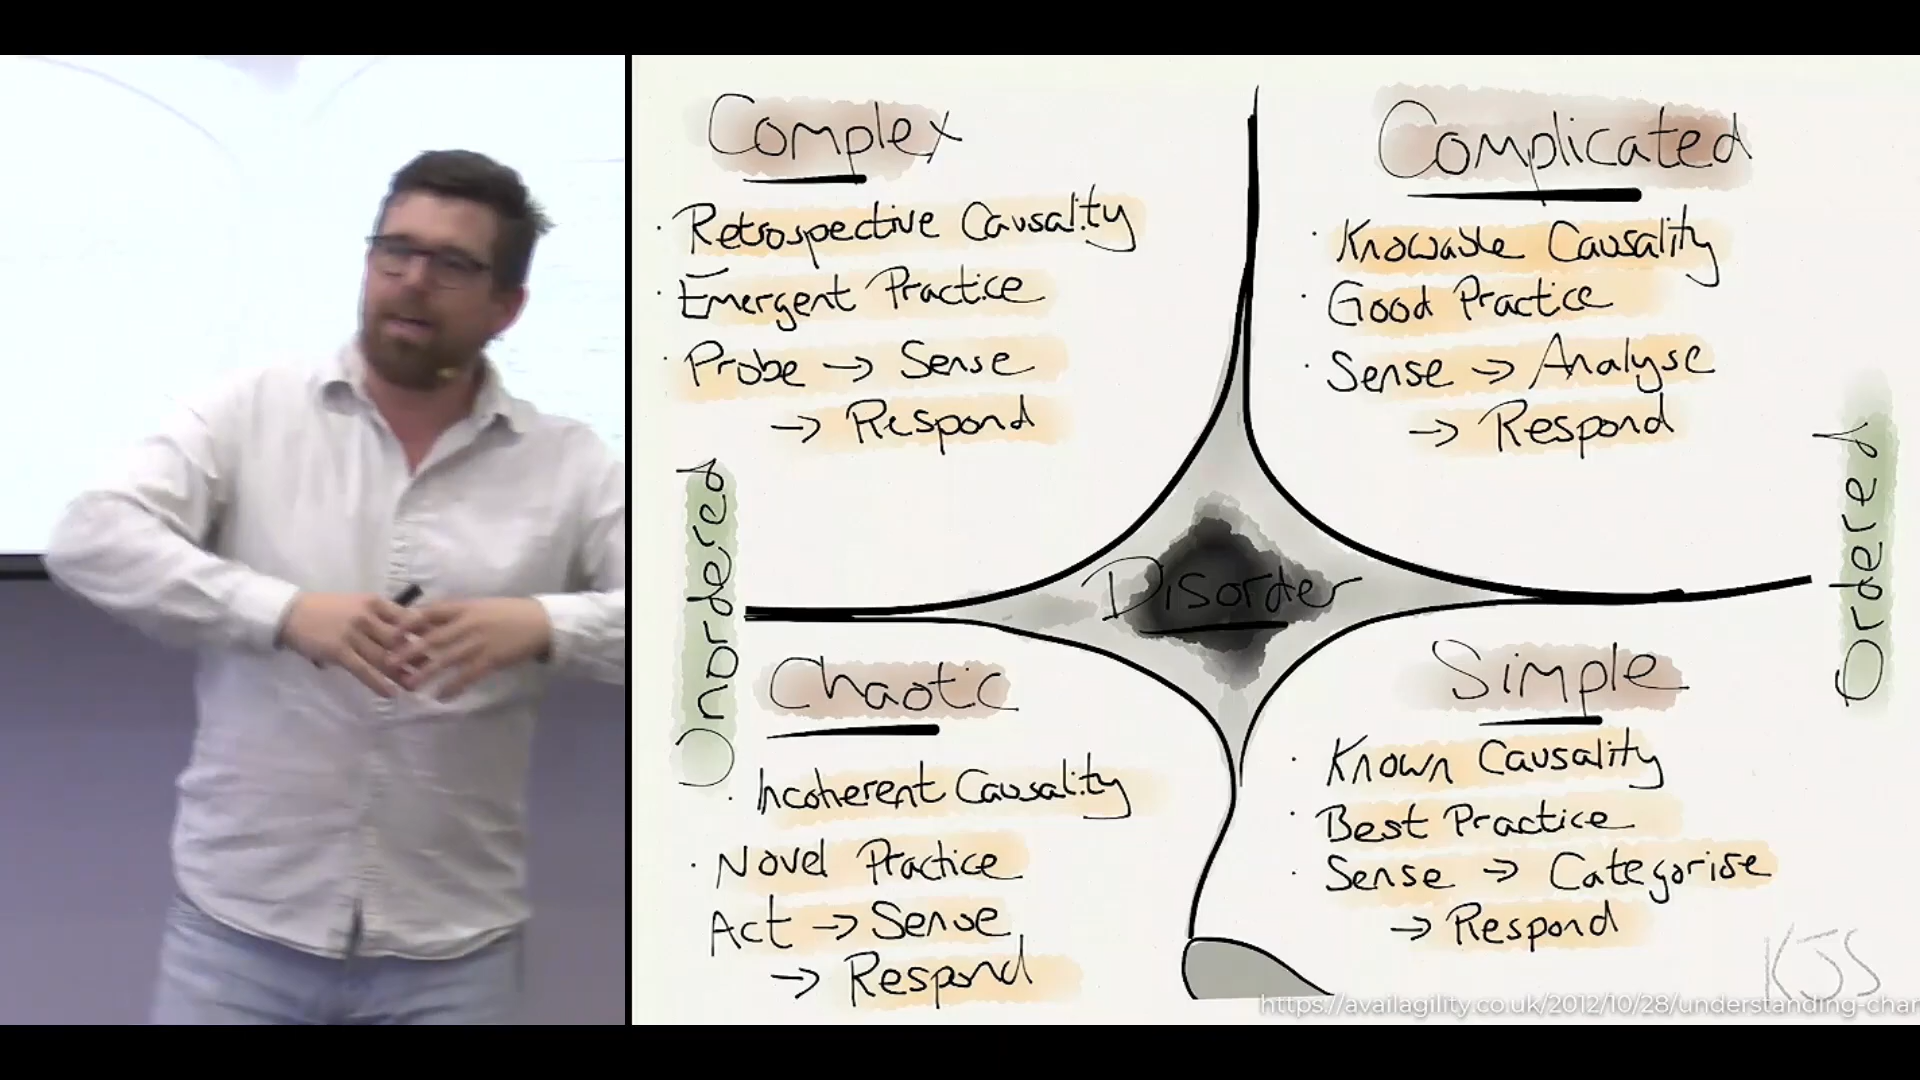 Complex
· Retrospective Causality
· Emergent Practice
· Probe → Sense
→ Respond
Complicated
· Knowable Causality
· Good Practice
· Sense → Analyse
→ Respond
Unordered
Disorder
Ordered
Chaotic
· Incoherent Causality
· Novel Practice
Act → Sense
→ Respond
Simple
· Known Causality
· Best Practice
· Sense → Categorise
→ Respond
KJS
https://availagility.co.uk/2012/10/28/understanding-